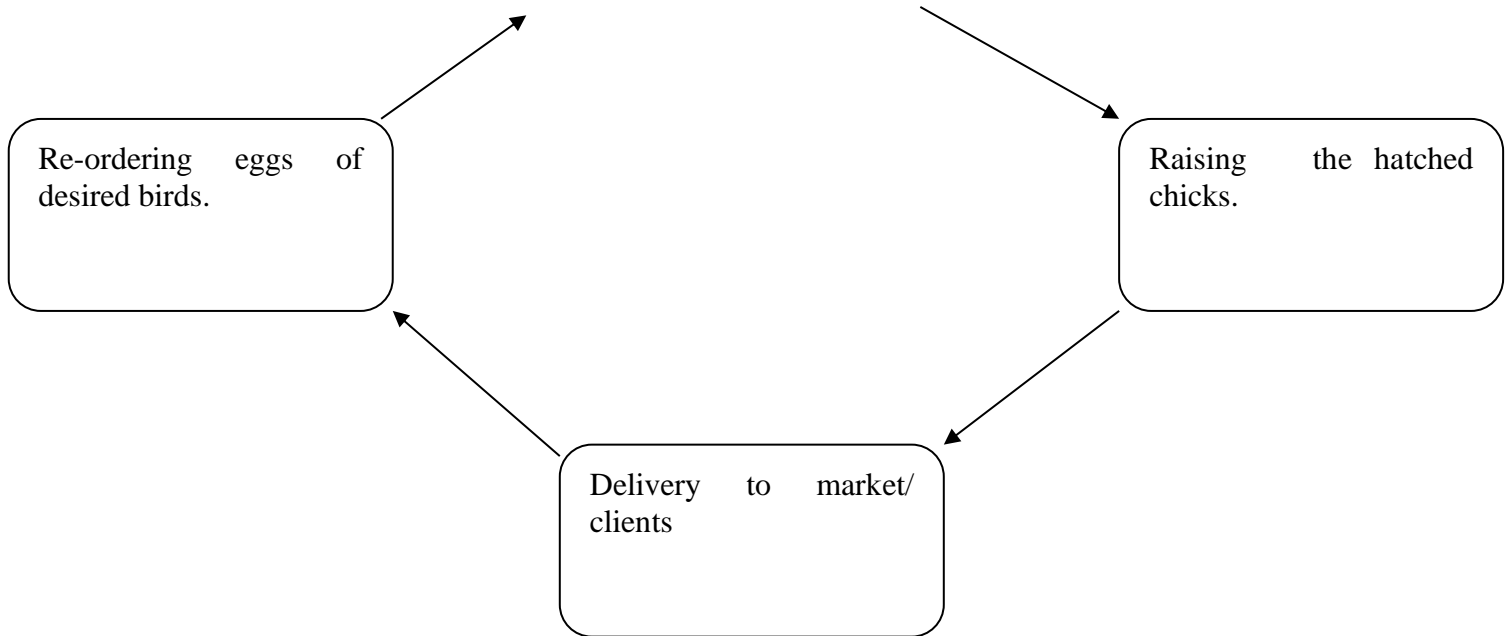 Re-ordering eggs of
desired birds.
Raising the hatched
chicks.
Delivery to market/
clients